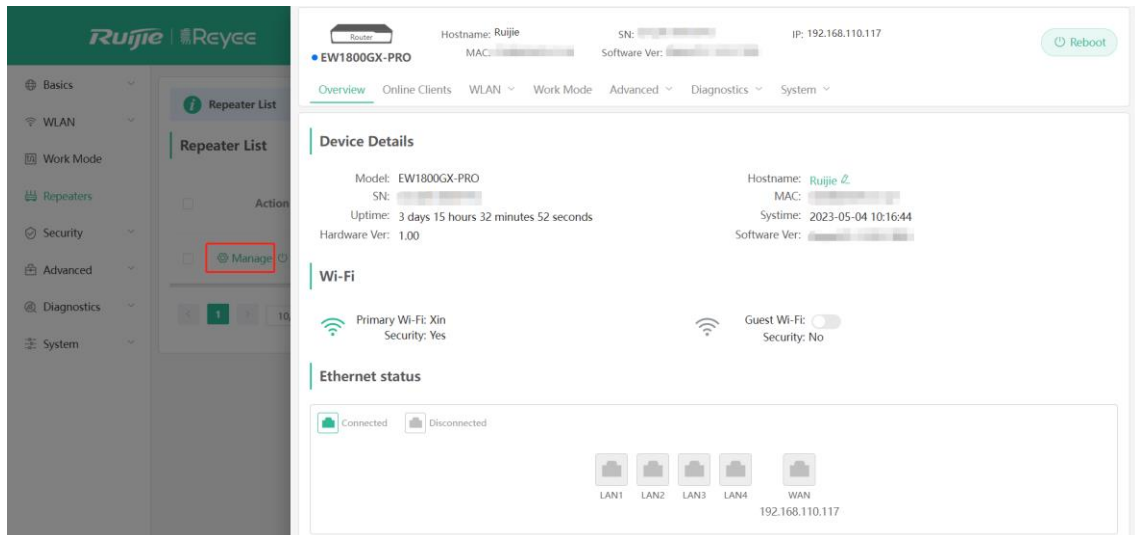 Ruijie | Reyee
Basics
WLAN
Work Mode
Repeaters
Security
Advanced
Diagnostics
System
Repeater List
Repeater List
Action
Manage
1
10
Router
EW1800GX-PRO
Hostname: Ruijie
SN:
IP: 192.168.110.117
MAC:
Software Ver:
Reboot
Overview Online Clients WLAN Work Mode Advanced Diagnostics System
Device Details
Model: EW1800GX-PRO
Hostname: Ruijie
SN:
MAC:
Uptime: 3 days 15 hours 32 minutes 52 seconds
Systime: 2023-05-04 10:16:44
Hardware Ver: 1.00
Software Ver:
Wi-Fi
Primary Wi-Fi: Xin
Guest Wi-Fi:
Security: Yes
Security: No
Ethernet status
Connected Disconnected
LAN1 LAN2 LAN3 LAN4 WAN
192.168.110.117